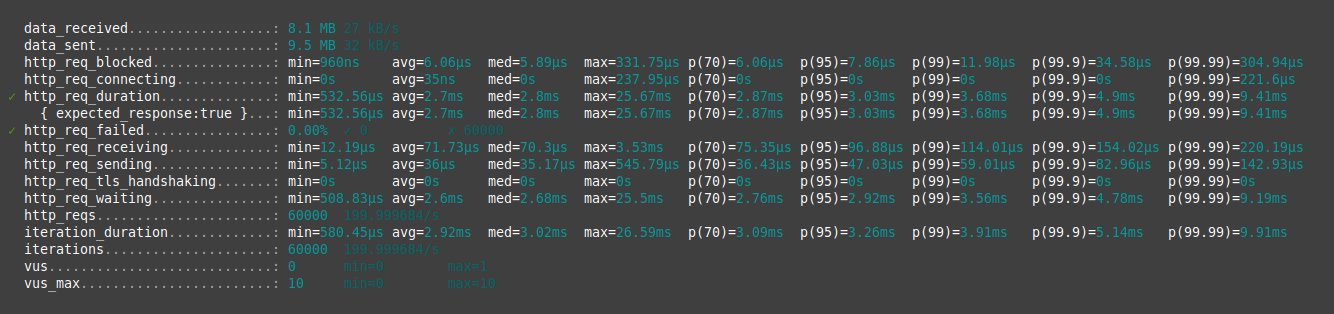 data_received..................: 8.1 MB 27 kB/s
data_sent......................: 9.5 MB 32 kB/s
http_req_blocked...............: min=960ns avg=6.06µs med=5.89µs max=331.75µs p(70)=6.06µs p(95)=7.86µs p(99)=11.98µs p(99.9)=34.58µs p(99.99)=304.94µs
http_req_connecting............: min=0s avg=35ns med=0s max=237.95µs p(70)=0s p(95)=0s p(99)=0s p(99.9)=0s p(99.99)=221.6µs
✓ http_req_duration..............: min=532.56µs avg=2.7ms med=2.8ms max=25.67ms p(70)=2.87ms p(95)=3.03ms p(99)=3.68ms p(99.9)=4.9ms p(99.99)=9.41ms
{ expected_response:true }...: min=532.56µs avg=2.7ms med=2.8ms max=25.67ms p(70)=2.87ms p(95)=3.03ms p(99)=3.68ms p(99.9)=4.9ms p(99.99)=9.41ms
✓ http_req_failed................: 0.00% ✓ 0 ✗ 60000
http_req_receiving.............: min=12.19µs avg=71.73µs med=70.3µs max=3.53ms p(70)=75.35µs p(95)=96.88µs p(99)=114.01µs p(99.9)=154.02µs p(99.99)=220.19µs
http_req_sending...............: min=5.12µs avg=36µs med=35.17µs max=545.79µs p(70)=36.43µs p(95)=47.03µs p(99)=59.01µs p(99.9)=82.96µs p(99.99)=142.93µs
http_req_tls_handshaking.......: min=0s avg=0s med=0s max=0s p(70)=0s p(95)=0s p(99)=0s p(99.9)=0s p(99.99)=0s
http_req_waiting...............: min=508.83µs avg=2.6ms med=2.68ms max=25.5ms p(70)=2.76ms p(95)=2.92ms p(99)=3.56ms p(99.9)=4.78ms p(99.99)=9.19ms
http_reqs......................: 60000 199.999684/s
iteration_duration.............: min=580.45µs avg=2.92ms med=3.02ms max=26.59ms p(70)=3.09ms p(95)=3.26ms p(99)=3.91ms p(99.9)=5.14ms p(99.99)=9.91ms
iterations.....................: 60000 199.999684/s
vus............................: 0 min=0 max=1
vus_max........................: 10 min=0 max=10